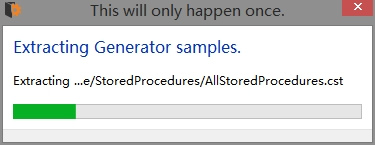 This will only happen once.
Extracting Generator samples.
Extracting ...e/StoredProcedures/AllStoredProcedures.cst